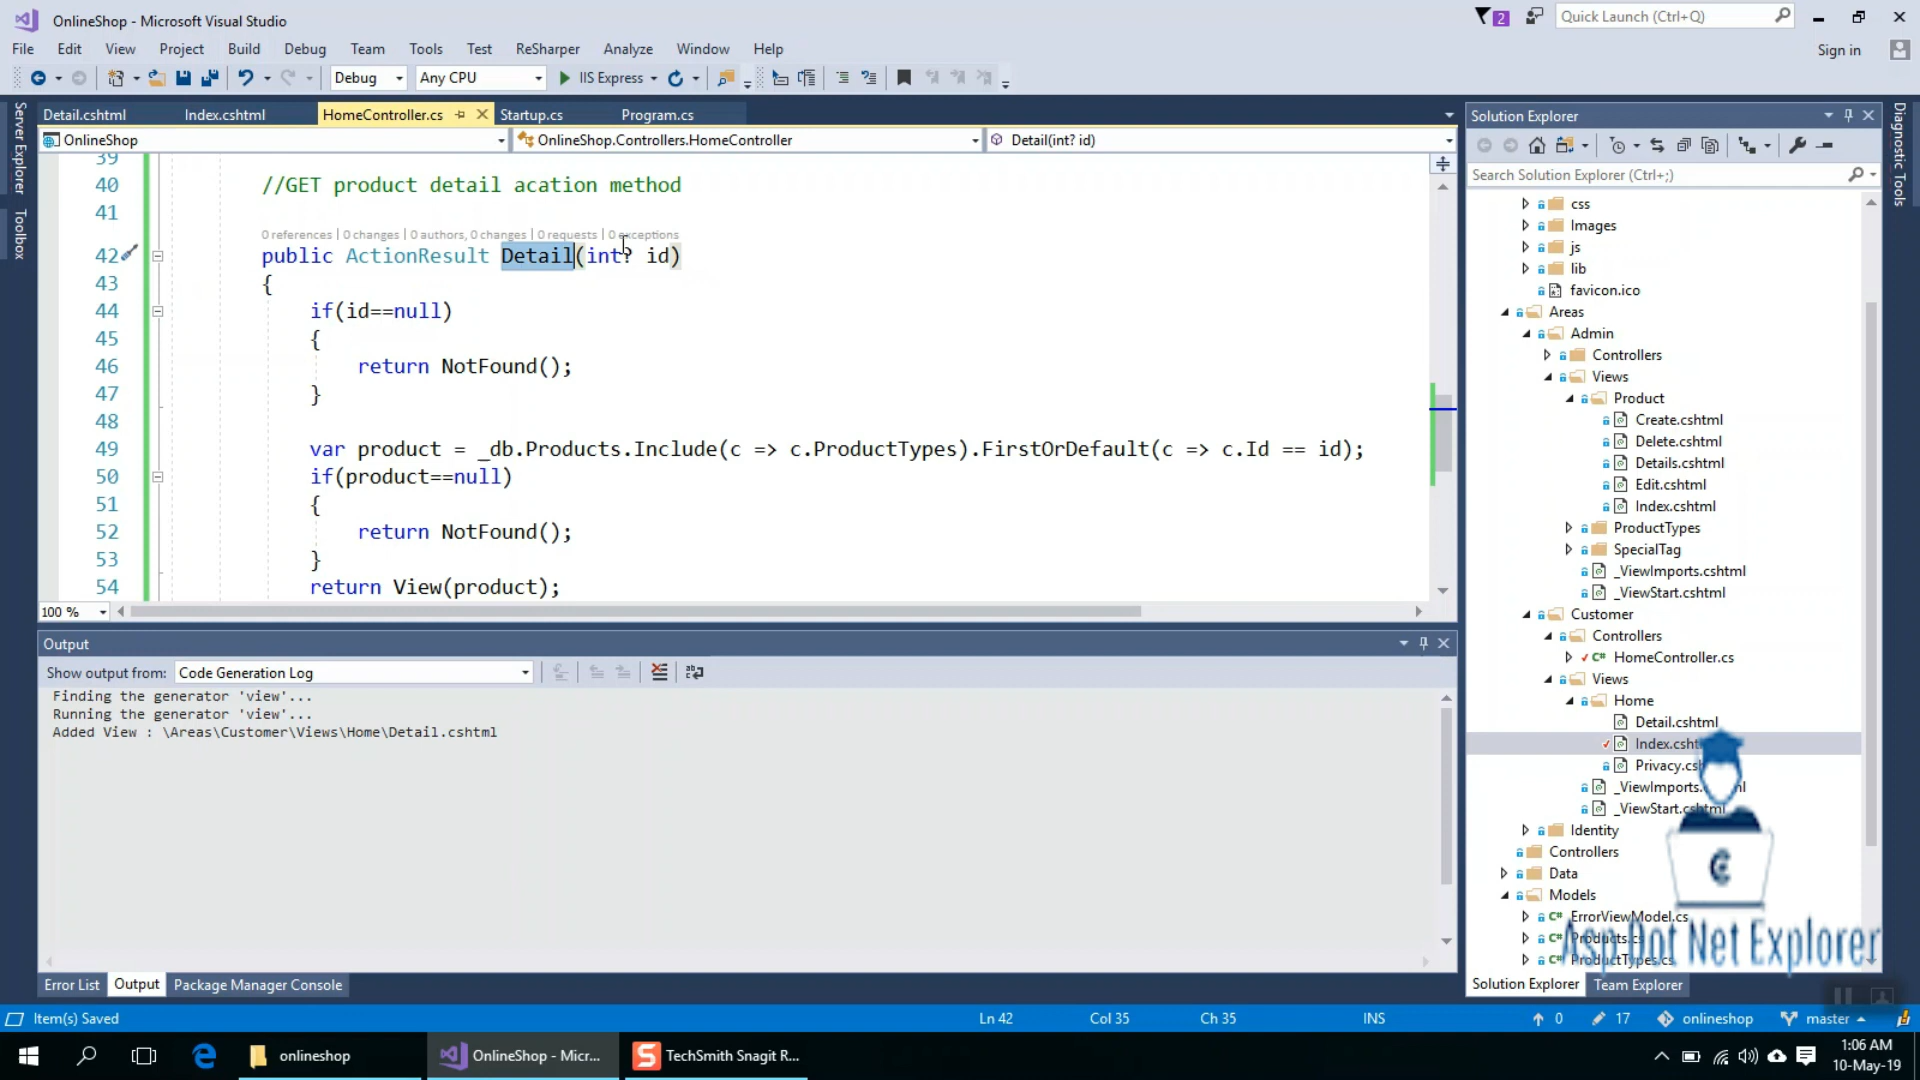 OnlineShop - Microsoft Visual Studio
2
Quick Launch (Ctrl+Q)
File Edit View Project Build Debug Team Tools Test ReSharper Analyze Window Help
Sign in
Debug Any CPU IIS Express
Server Explorer
Toolbox
Detail.cshtml Index.cshtml HomeController.cs Startup.cs Program.cs
OnlineShop OnlineShop.Controllers.HomeController Detail(int? id)
39
40 //GET product detail acation method
41
0 references | 0 changes | 0 authors, 0 changes | 0 requests | 0 exceptions
42 public ActionResult Detail(int? id)
43 {
44 if(id==null)
45 {
46 return NotFound();
47 }
48
49 var product = _db.Products.Include(c => c.ProductTypes).FirstOrDefault(c => c.Id == id);
50 if(product==null)
51 {
52 return NotFound();
53 }
54 return View(product);
100 %
Output
Show output from: Code Generation Log
Finding the generator 'view'...
Running the generator 'view'...
Added View : \Areas\Customer\Views\Home\Detail.cshtml
Error List Output Package Manager Console
Solution Explorer
Search Solution Explorer (Ctrl+;)
css
Images
js
lib
favicon.ico
Areas
Admin
Controllers
Views
Product
Create.cshtml
Delete.cshtml
Details.cshtml
Edit.cshtml
Index.cshtml
ProductTypes
SpecialTag
_ViewImports.cshtml
_ViewStart.cshtml
Customer
Controllers
HomeController.cs
Views
Home
Detail.cshtml
Index.csht
Privacy.csh
_ViewImports.
_ViewStart.cshtml
Identity
Controllers
Data
Models
ErrorViewModel.cs
Products.cs
ProductTypes.cs
Asp Dot Net Explorer
Solution Explorer Team Explorer
Diagnostic Tools
Item(s) Saved Ln 42 Col 35 Ch 35 INS 0 17 onlineshop master
onlineshop OnlineShop - Micr... TechSmith Snagit R...
1:06 AM
10-May-19